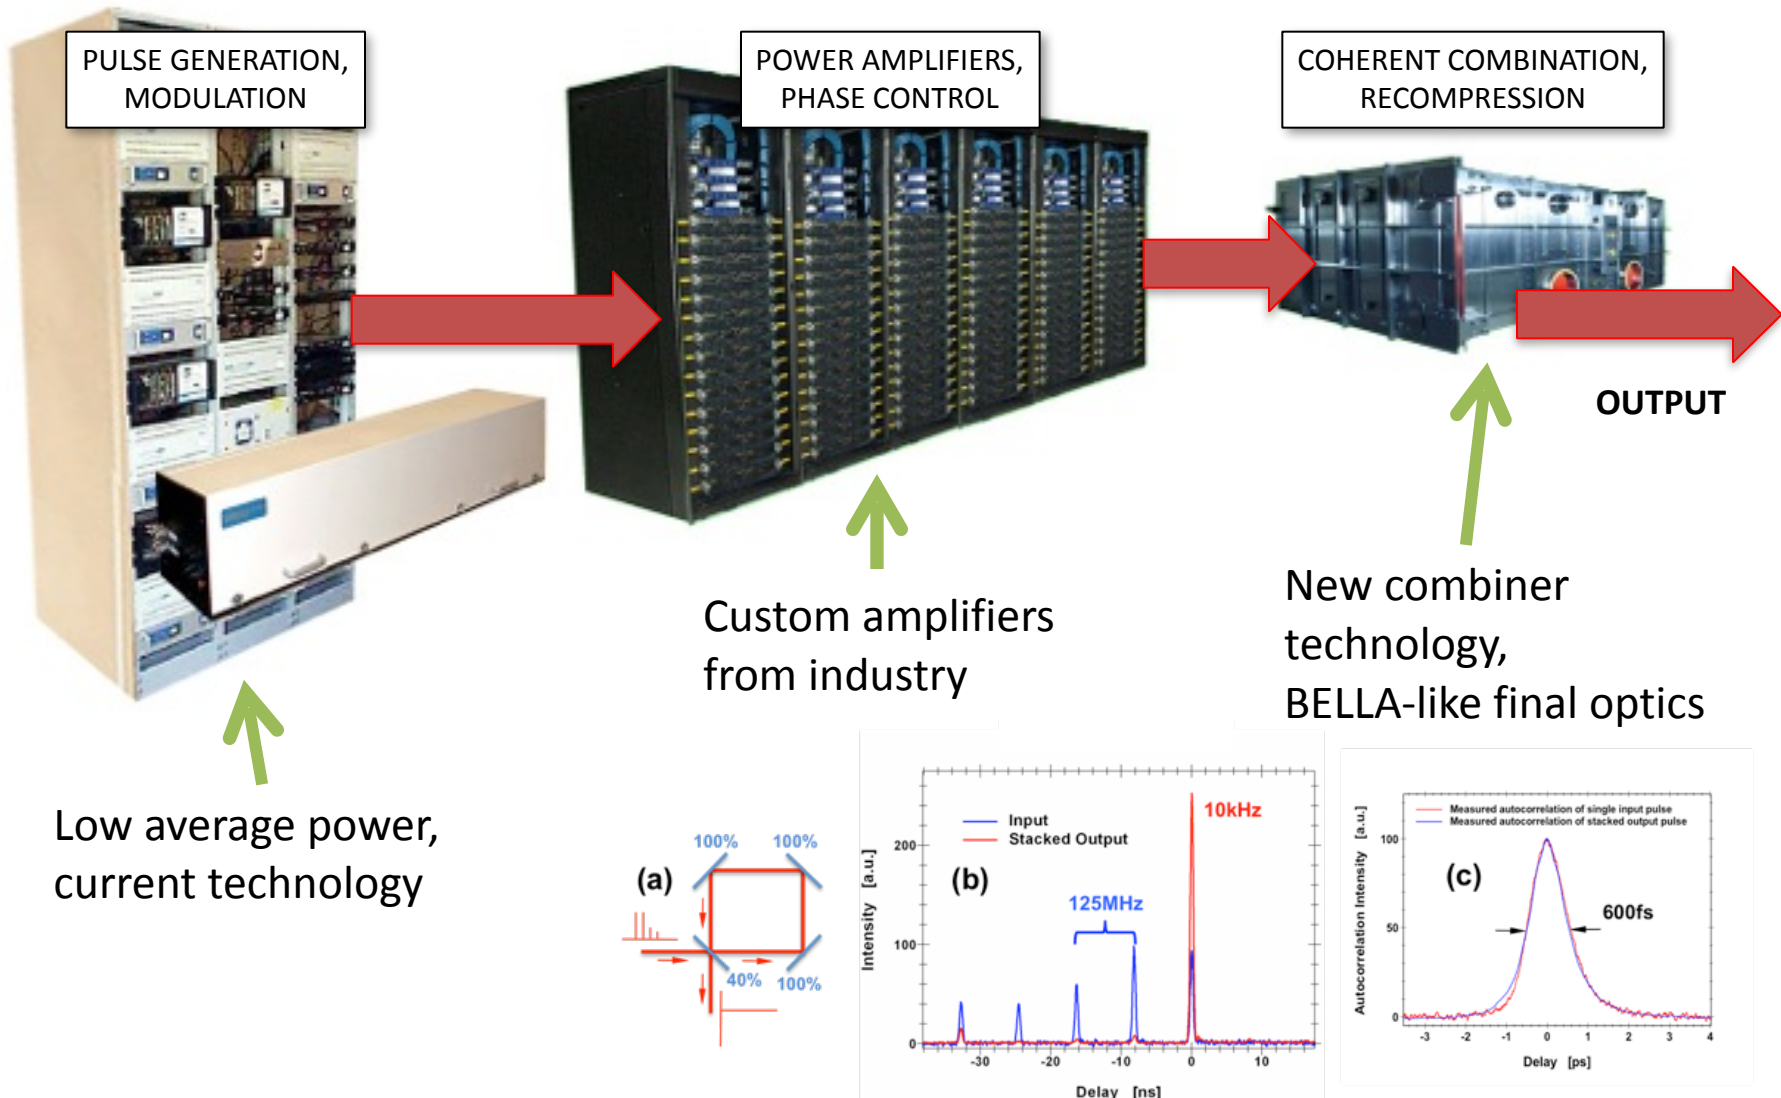 PULSE GENERATION,
MODULATION
POWER AMPLIFIERS,
PHASE CONTROL
COHERENT COMBINATION,
RECOMPRESSION
OUTPUT
Custom amplifiers
from industry
New combiner
technology,
BELLA-like final optics
Low average power,
current technology
(a)
100%
100%
40%
100%
(b)
Input
Stacked Output
10kHz
125MHz
Intensity [a.u.]
200
100
0
-30
-20
-10
0
10
Delay [ns]
(c)
Measured autocorrelation of single input pulse
Measured autocorrelation of stacked output pulse
600fs
Autocorrelation Intensity [a.u.]
100
50
0
-3
-2
-1
0
1
2
3
4
Delay [ps]